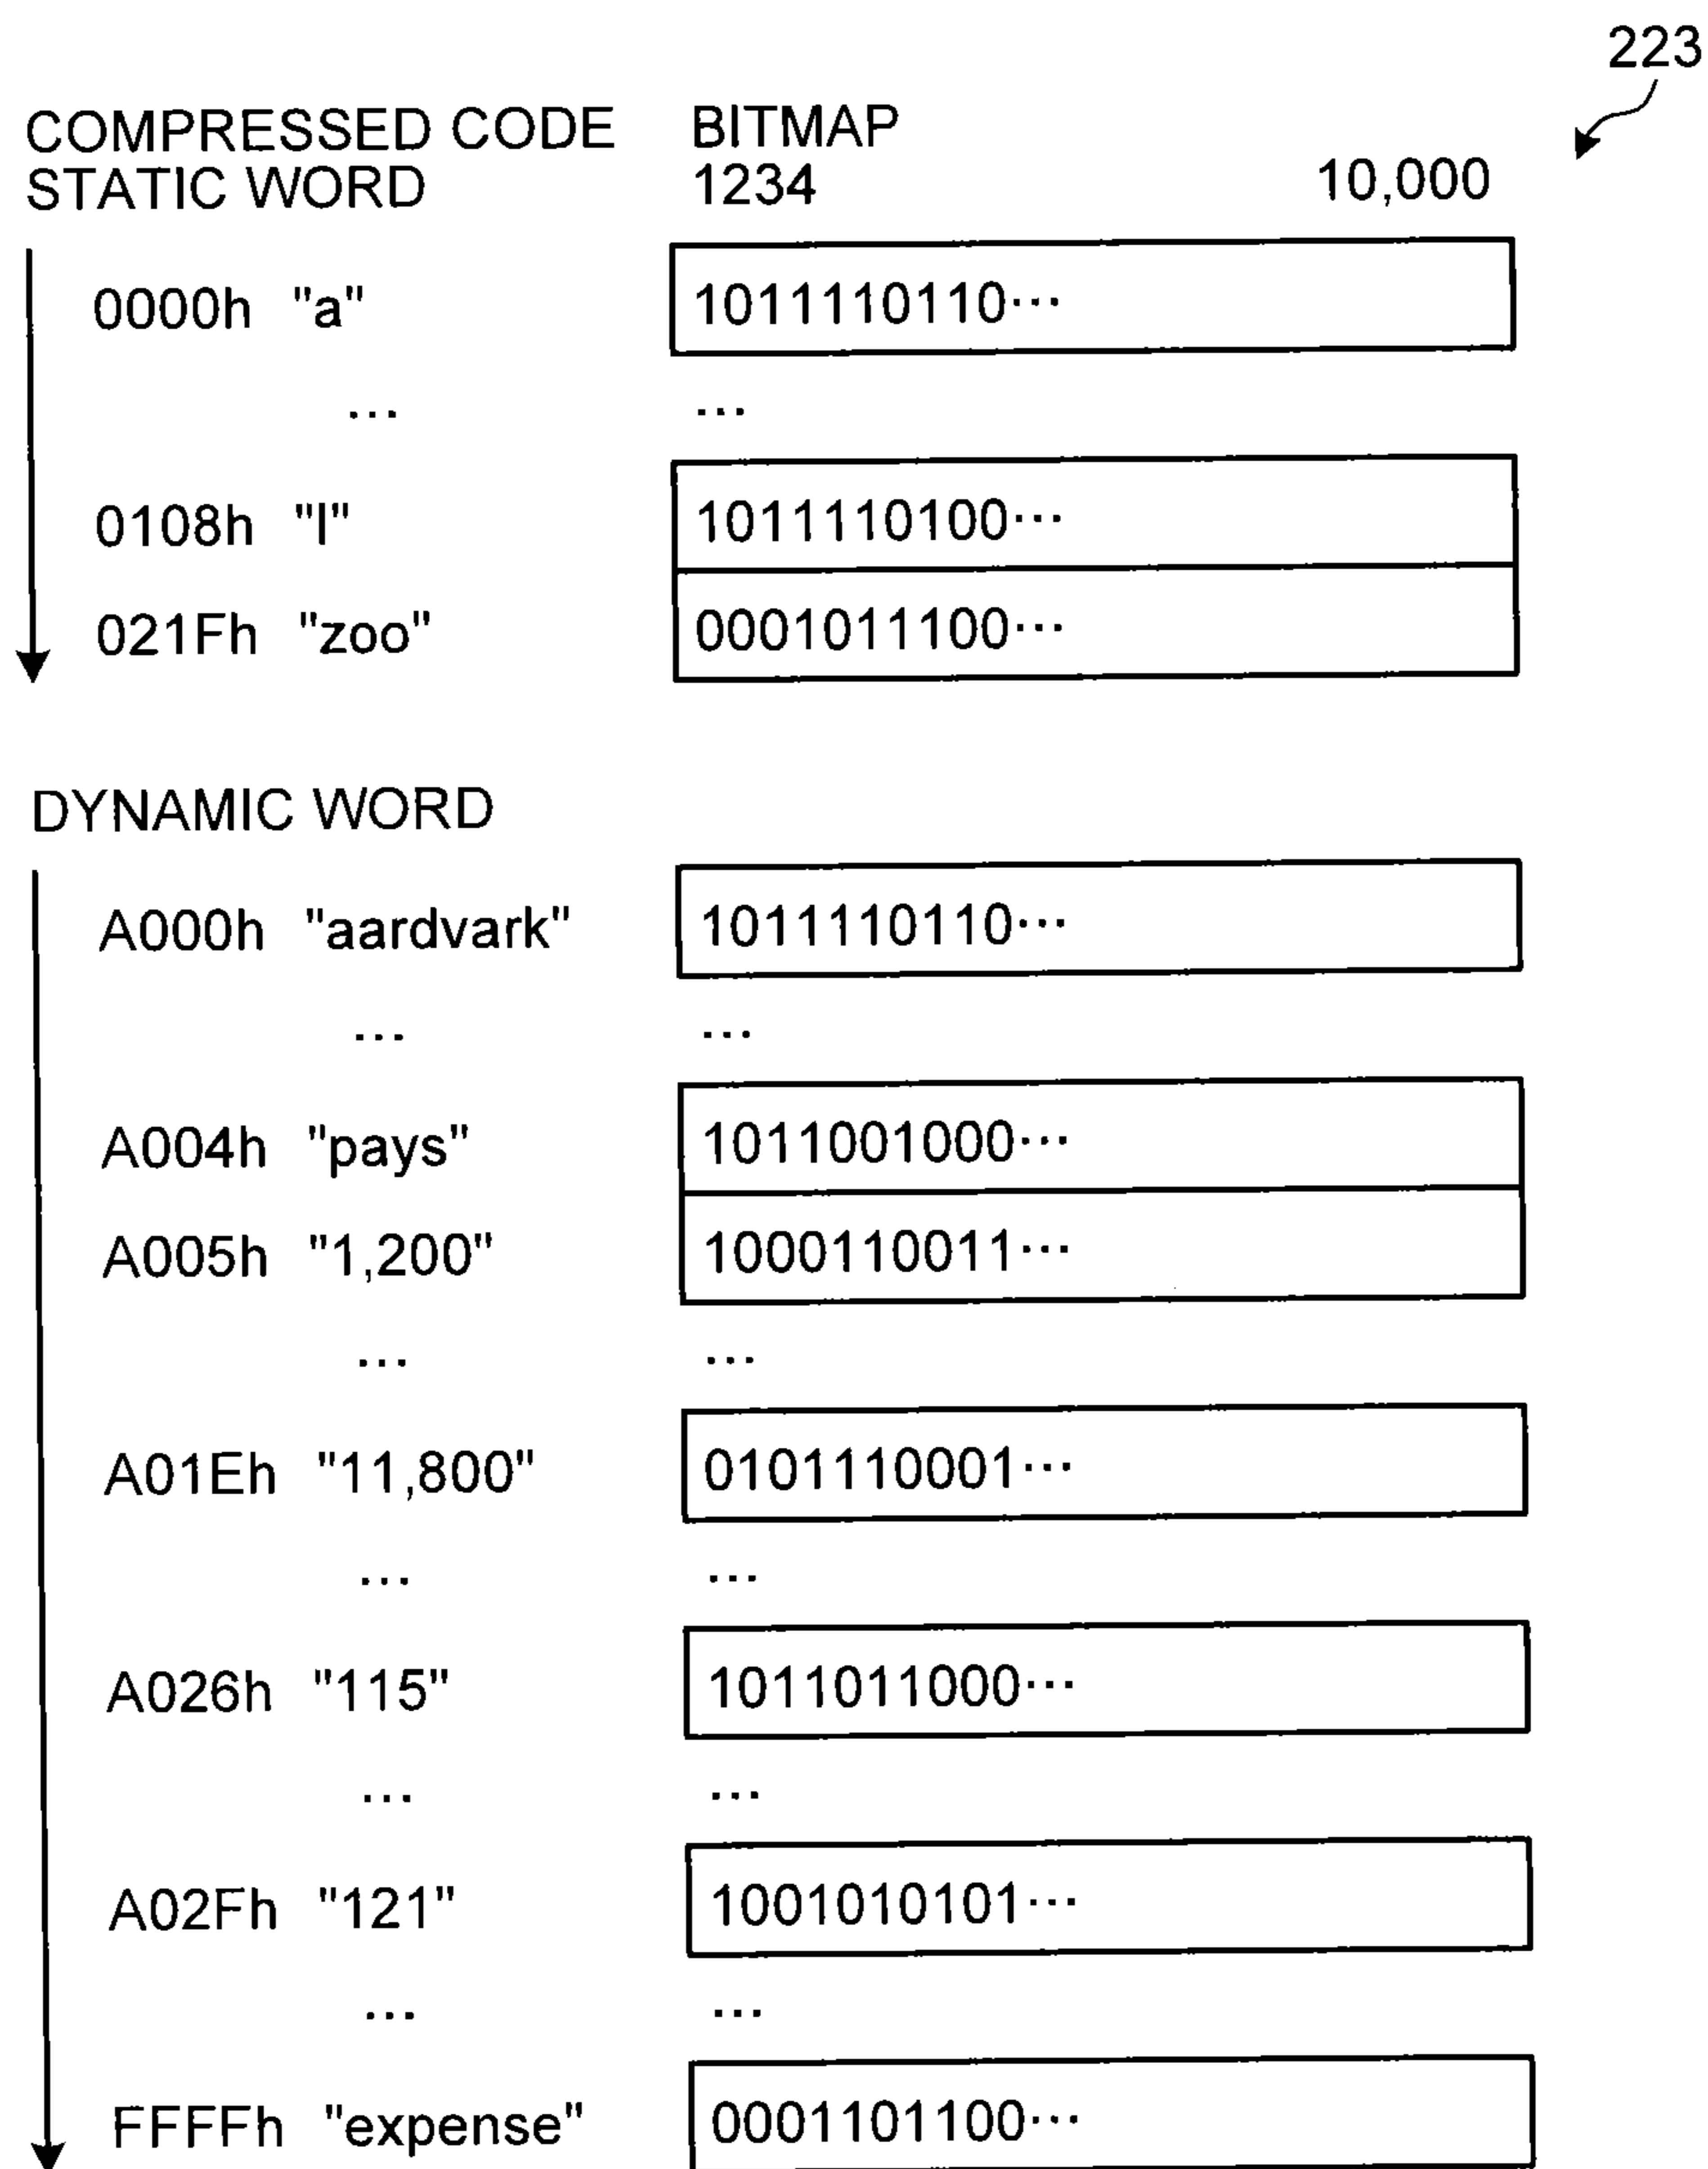 223
COMPRESSED CODE BITMAP
STATIC WORD 1234 10,000
0000h "a" 1011110110···
... ...
0108h "I" 1011110100···
021Fh "zoo" 0001011100···
DYNAMIC WORD
A000h "aardvark" 1011110110···
... ...
A004h "pays" 1011001000···
A005h "1,200" 1000110011···
... ...
A01Eh "11,800" 0101110001···
... ...
A026h "115" 1011011000···
... ...
A02Fh "121" 1001010101···
... ...
FFFFh "expense" 0001101100···